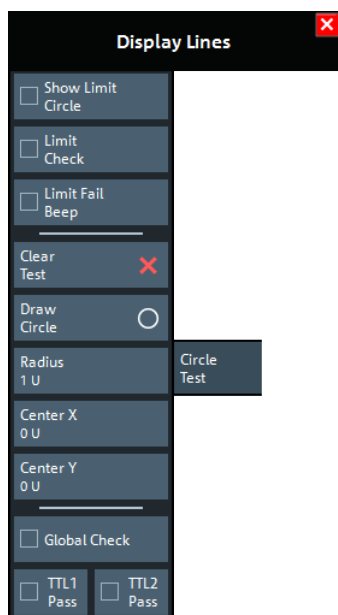 Display Lines
Show Limit
Circle
Limit
Check
Limit Fail
Beep
Clear
Test
Draw
Circle
Radius
1 U
Circle
Test
Center X
0 U
Center Y
0 U
Global Check
TTL1
Pass
TTL2
Pass